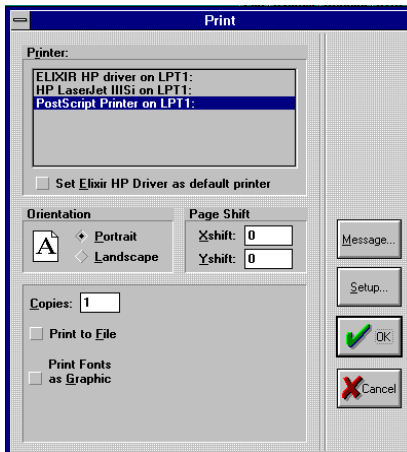 Print
Printer:
ELIXIR HP driver on LPT1:
HP LaserJet IIISi on LPT1:
PostScript Printer on LPT1:
Set Elixir HP Driver as default printer
Orientation
A
Portrait
Landscape
Page Shift
Xshift: 0
Yshift: 0
Message...
Setup...
OK
Cancel
Copies: 1
Print to File
Print Fonts
as Graphic